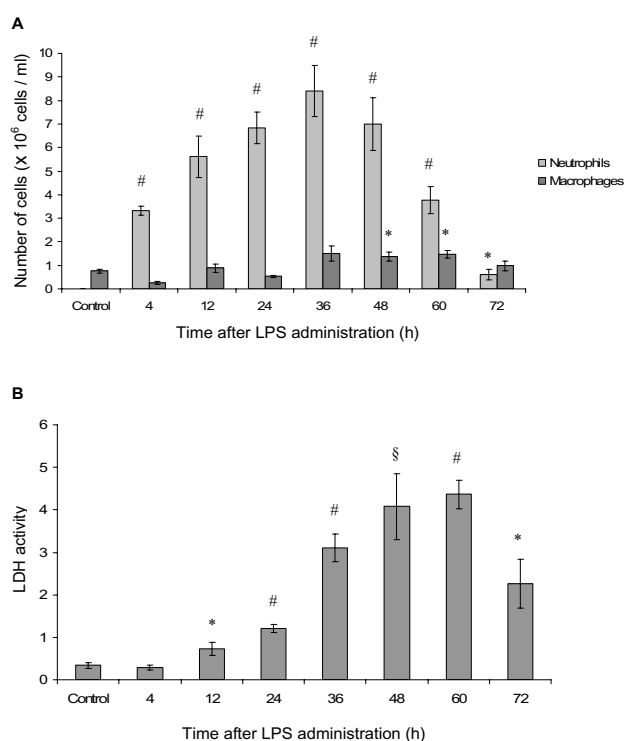 A
Number of cells (x 10⁶ cells / ml)
10
9
8
7
6
5
4
3
2
1
0
# # # # # # * * *
Neutrophils
Macrophages
Control 4 12 24 36 48 60 72
Time after LPS administration (h)
B
LDH activity
6
5
4
3
2
1
0
* # # § # *
Control 4 12 24 36 48 60 72
Time after LPS administration (h)